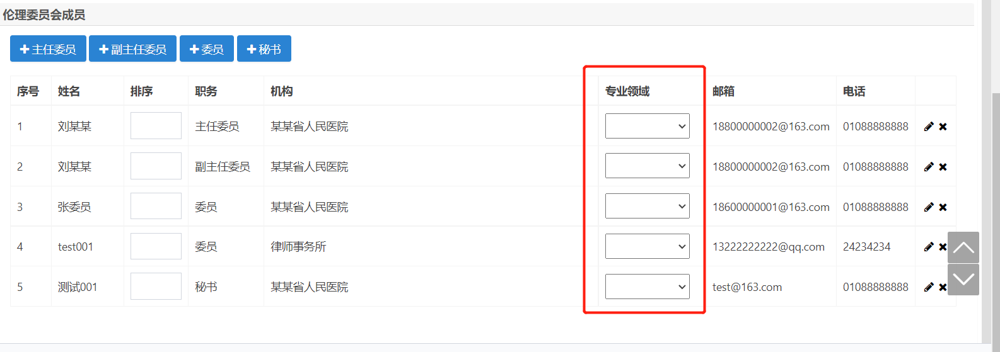 伦理委员会成员
主任委员 副主任委员 委员 秘书
序号 姓名 排序 职务 机构 专业领域 邮箱 电话
1 刘某某 主任委员 某某省人民医院 18800000002@163.com 01088888888
2 刘某某 副主任委员 某某省人民医院 18800000002@163.com 01088888888
3 张委员 委员 某某省人民医院 18600000001@163.com 01088888888
4 test001 委员 律师事务所 13222222222@qq.com 24234234
5 测试001 秘书 某某省人民医院 test@163.com 01088888888